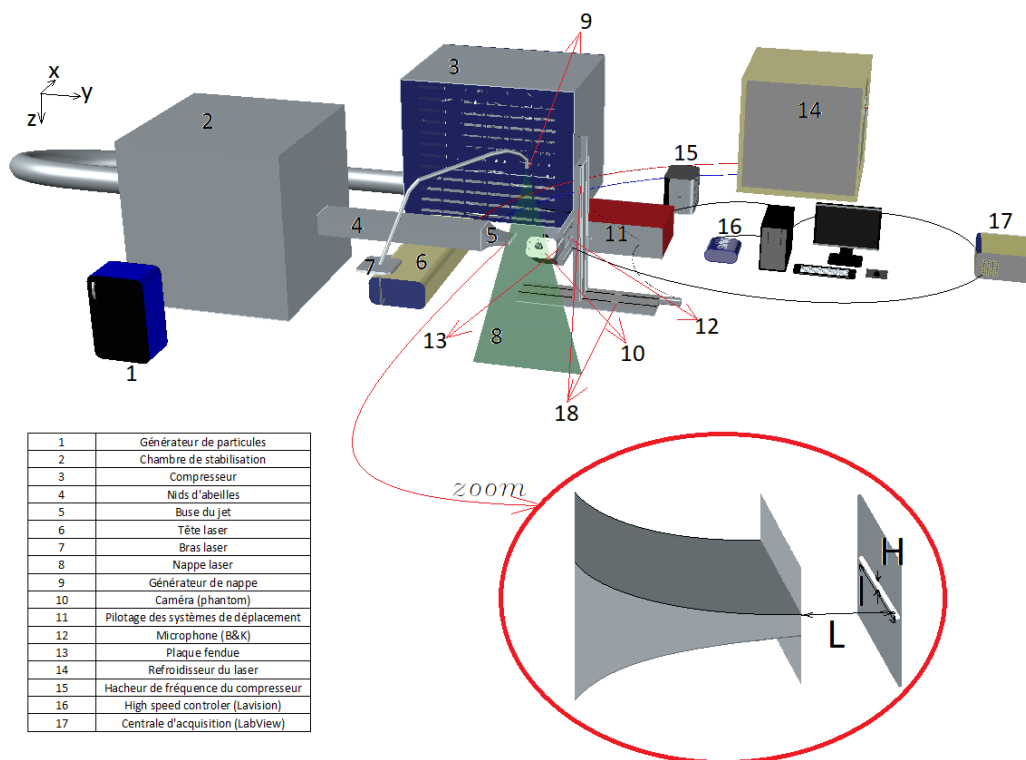 9
x
y
z
3
2
14
15
4
5
11
16
17
7
6
8
13
12
10
1
18
1 Générateur de particules
2 Chambre de stabilisation
3 Compresseur
4 Nids d'abeilles
5 Buse du jet
6 Tête laser
7 Bras laser
8 Nappe laser
9 Générateur de nappe
10 Caméra (phantom)
11 Pilotage des systèmes de déplacement
12 Microphone (B&K)
13 Plaque fendue
14 Refroidisseur du laser
15 Hacheur de fréquence du compresseur
16 High speed controler (Lavision)
17 Centrale d'acquisition (LabView)
zoom
H
l
L